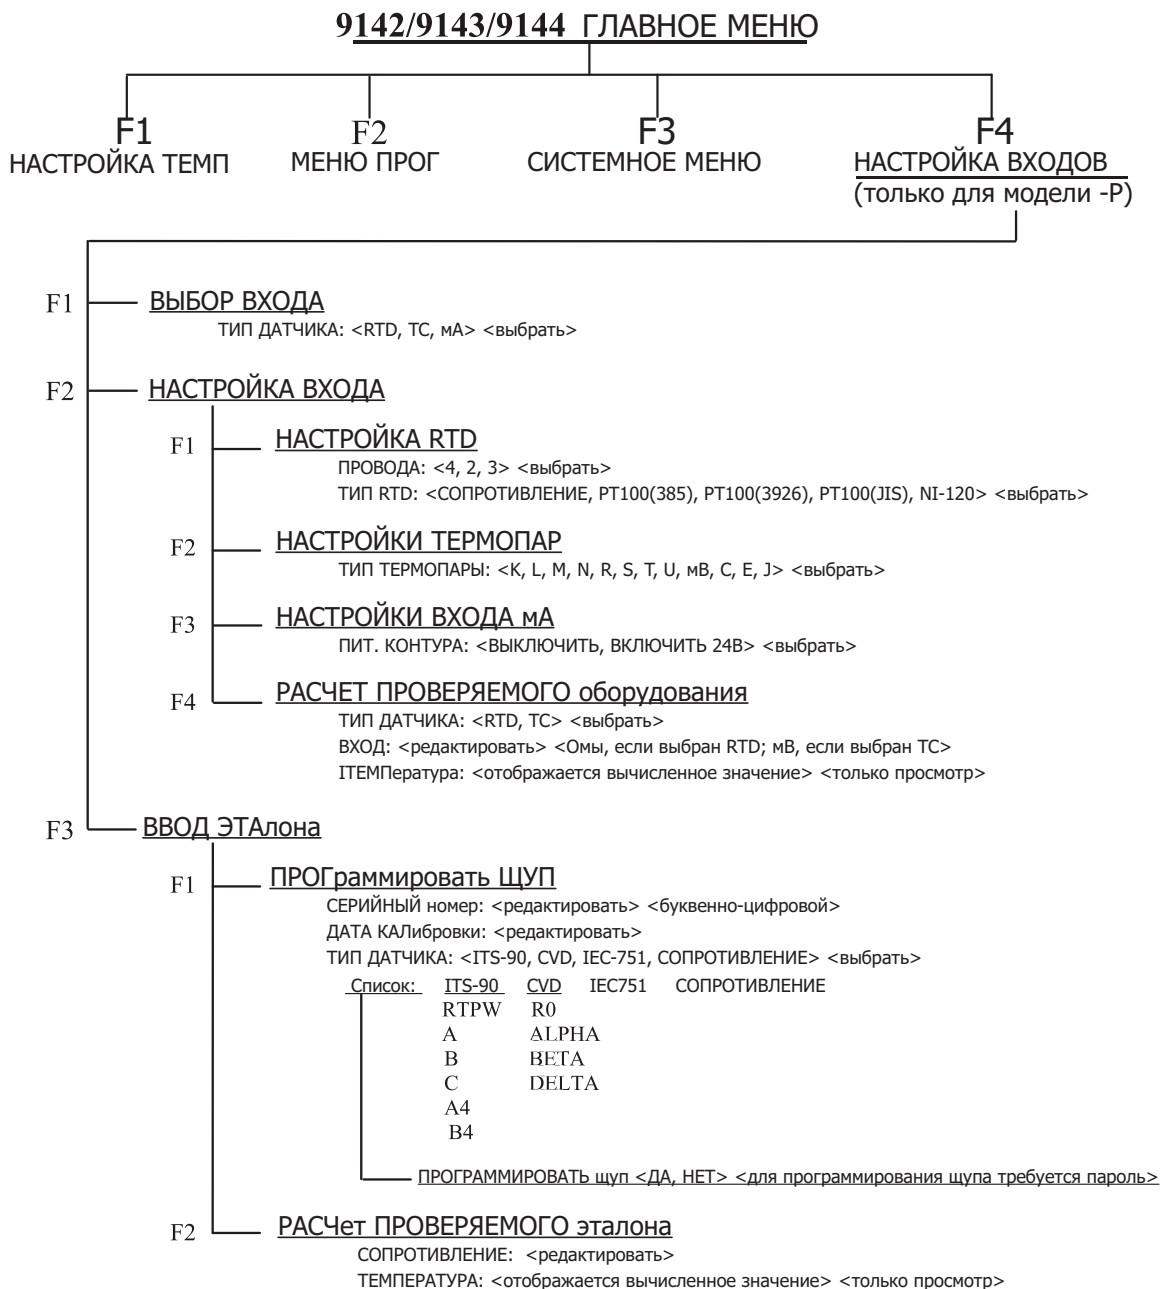 9142/9143/9144 ГЛАВНОЕ МЕНЮ
F1 F2 F3 F4
НАСТРОЙКА ТЕМП МЕНЮ ПРОГ СИСТЕМНОЕ МЕНЮ НАСТРОЙКА ВХОДОВ
(только для модели -P)
F1 ВЫБОР ВХОДА
ТИП ДАТЧИКА: <RTD, TC, мА> <выбрать>
F2 НАСТРОЙКА ВХОДА
F1 НАСТРОЙКА RTD
ПРОВОДА: <4, 2, 3> <выбрать>
ТИП RTD: <СОПРОТИВЛЕНИЕ, PT100(385), PT100(3926), PT100(JIS), NI-120> <выбрать>
F2 НАСТРОЙКИ ТЕРМОПАР
ТИП ТЕРМОПАРЫ: <K, L, M, N, R, S, T, U, мВ, C, E, J> <выбрать>
F3 НАСТРОЙКИ ВХОДА мА
ПИТ. КОНТУРА: <ВЫКЛЮЧИТЬ, ВКЛЮЧИТЬ 24В> <выбрать>
F4 РАСЧЕТ ПРОВЕРЯЕМОГО оборудования
ТИП ДАТЧИКА: <RTD, TC> <выбрать>
ВХОД: <редактировать> <Омы, если выбран RTD; мВ, если выбран TC>
IТЕМПература: <отображается вычисленное значение> <только просмотр>
F3 ВВОД ЭТАлона
F1 ПРОГраммировать ЩУП
СЕРИЙНЫЙ номер: <редактировать> <буквенно-цифровой>
ДАТА КАЛибровки: <редактировать>
ТИП ДАТЧИКА: <ITS-90, CVD, IEC-751, СОПРОТИВЛЕНИЕ> <выбрать>
Список: ITS-90 CVD IEC751 СОПРОТИВЛЕНИЕ
RTPW R0
A ALPHA
B BETA
C DELTA
A4
B4
ПРОГРАММИРОВАТЬ щуп <ДА, НЕТ> <для программирования щупа требуется пароль>
F2 РАСЧет ПРОВЕРЯЕМОГО эталона
СОПРОТИВЛЕНИЕ: <редактировать>
ТЕМПЕРАТУРА: <отображается вычисленное значение> <только просмотр>